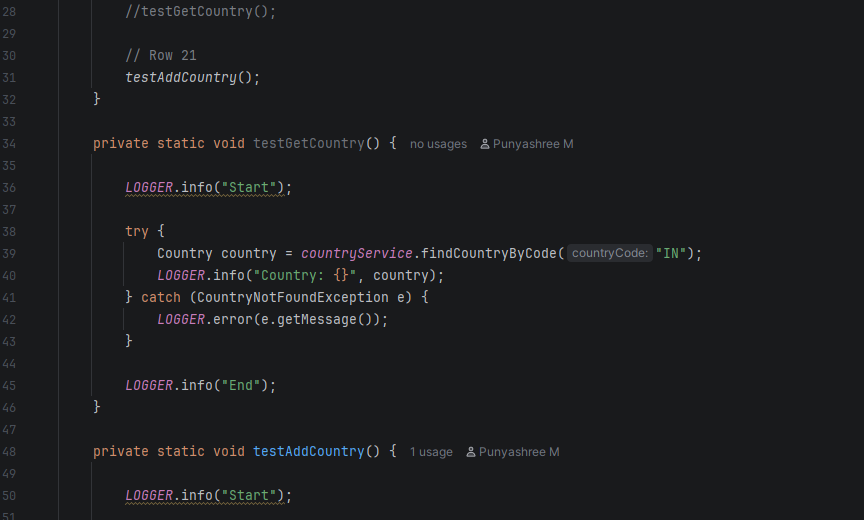 28 //testGetCountry();
29
30 // Row 21
31 testAddCountry();
32 }
33
34 private static void testGetCountry() { no usages Punyashree M
35
36 LOGGER.info("Start");
37
38 try {
39 Country country = countryService.findCountryByCode( countryCode: "IN");
40 LOGGER.info("Country: {}", country);
41 } catch (CountryNotFoundException e) {
42 LOGGER.error(e.getMessage());
43 }
44
45 LOGGER.info("End");
46 }
47
48 private static void testAddCountry() { 1 usage Punyashree M
49
50 LOGGER.info("Start");
51